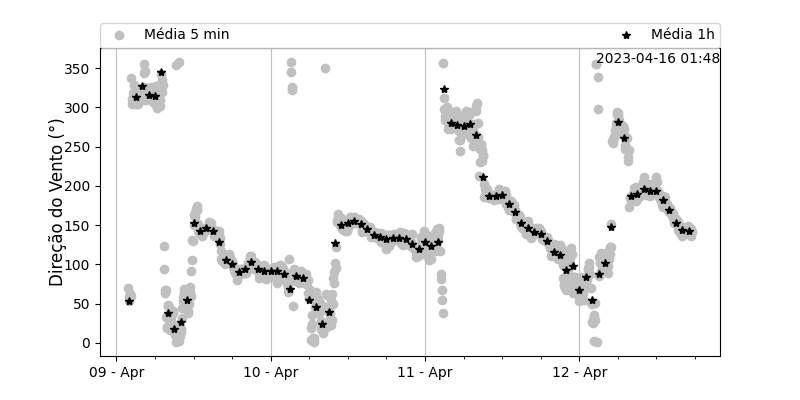 Média 5 min
Média 1h
2023-04-16 01:48
Direção do Vento (°)
350
300
250
200
150
100
50
0
09 - Apr
10 - Apr
11 - Apr
12 - Apr